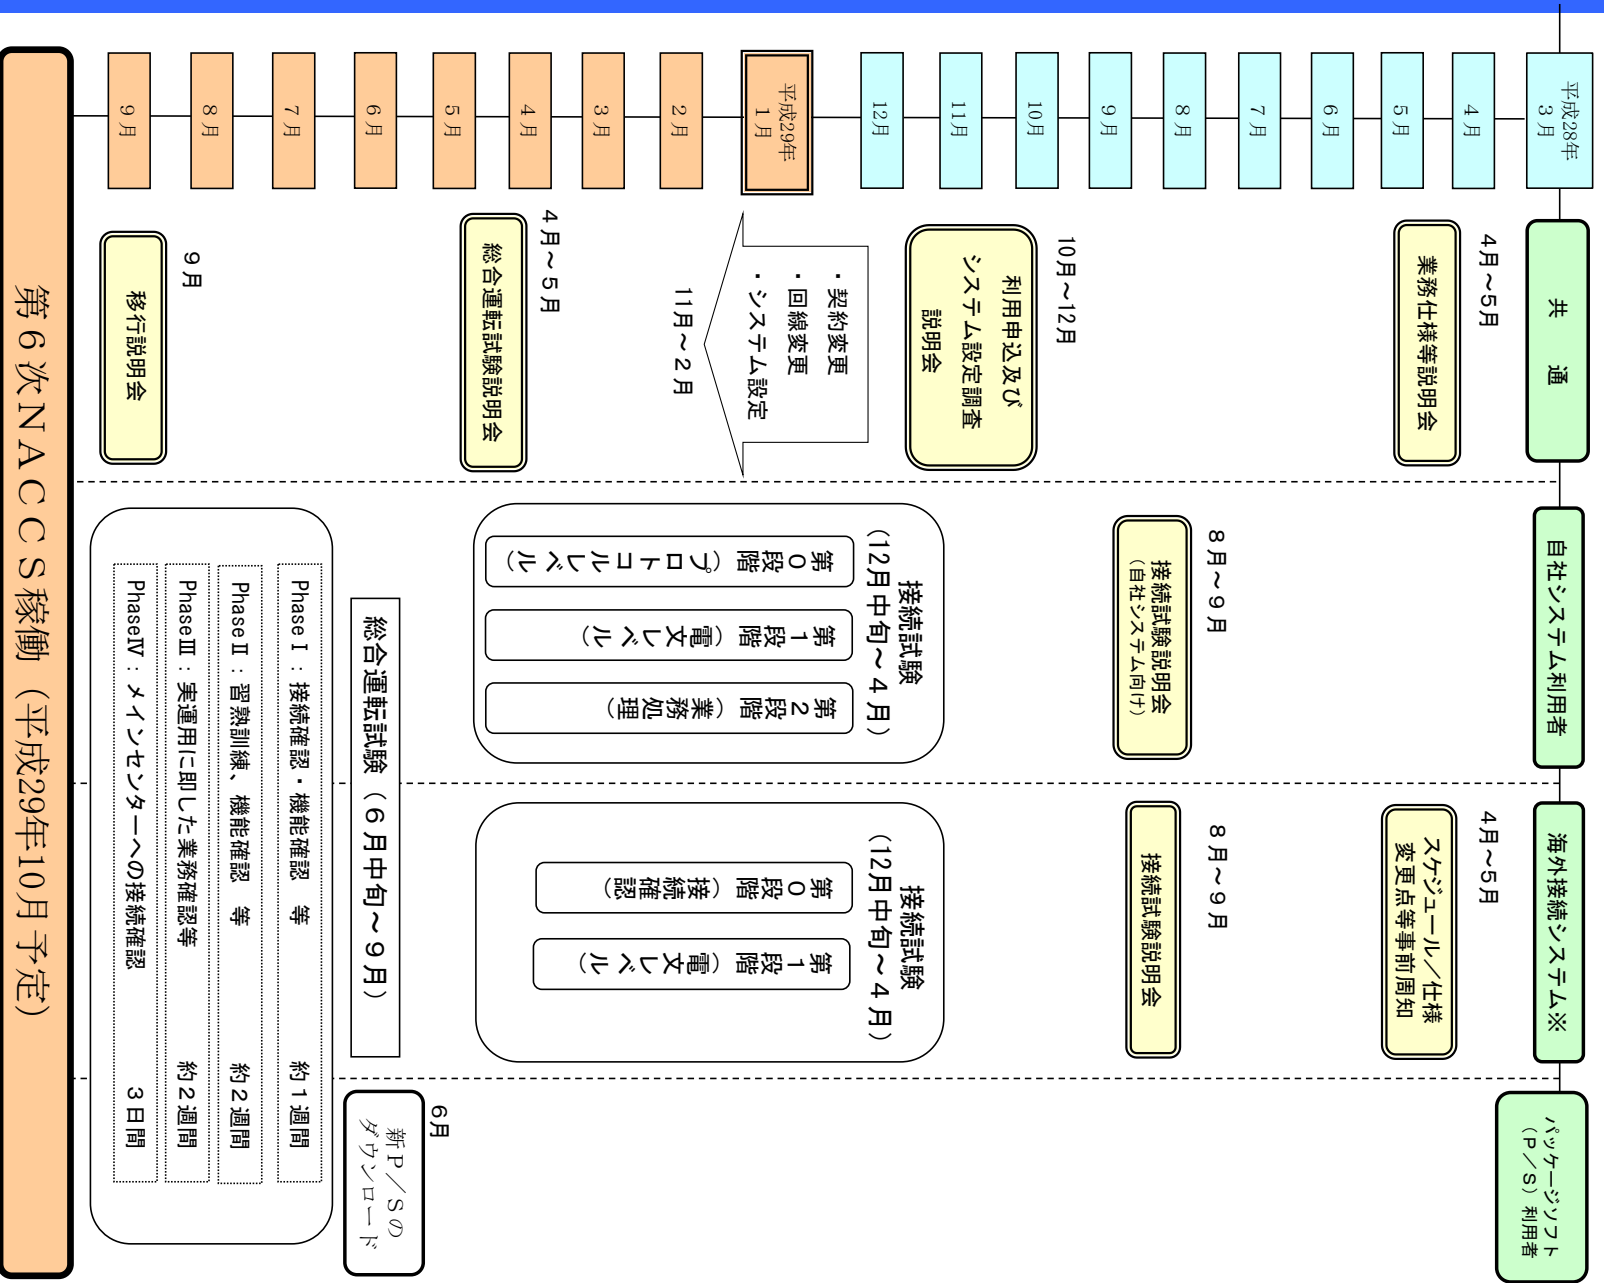 平成28年
３月
４月
５月
６月
７月
８月
９月
10月
11月
12月
平成29年
１月
２月
３月
４月
５月
６月
７月
８月
９月
共　通
４月～５月
業務仕様等説明会
10月～12月
利用申込及び
システム設定調査
説明会
・契約変更
・回線変更
・システム設定
11月～２月
４月～５月
総合運転試験説明会
９月
移行説明会
自社システム利用者
８月～９月
接続試験説明会
（自社システム向け）
接続試験
（12月中旬～４月）
第０段階（プロトコルレベル）
第１段階（電文レベル）
第２段階（業務処理）
海外接続システム※
４月～５月
スケジュール／仕様
変更点等事前周知
８月～９月
接続試験説明会
接続試験
（12月中旬～４月）
第０段階（接続確認）
第１段階（電文レベル）
パッケージソフト
（Ｐ／Ｓ）利用者
６月
新Ｐ／Ｓの
ダウンロード
総合運転試験（６月中旬～９月）
PhaseⅠ：接続確認・機能確認　等　約１週間
PhaseⅡ：習熟訓練、機能確認　等　約２週間
PhaseⅢ：実運用に即した業務確認等　約２週間
PhaseⅣ：メインセンターへの接続確認　３日間
第６次ＮＡＣＣＳ稼働（平成29年10月予定）